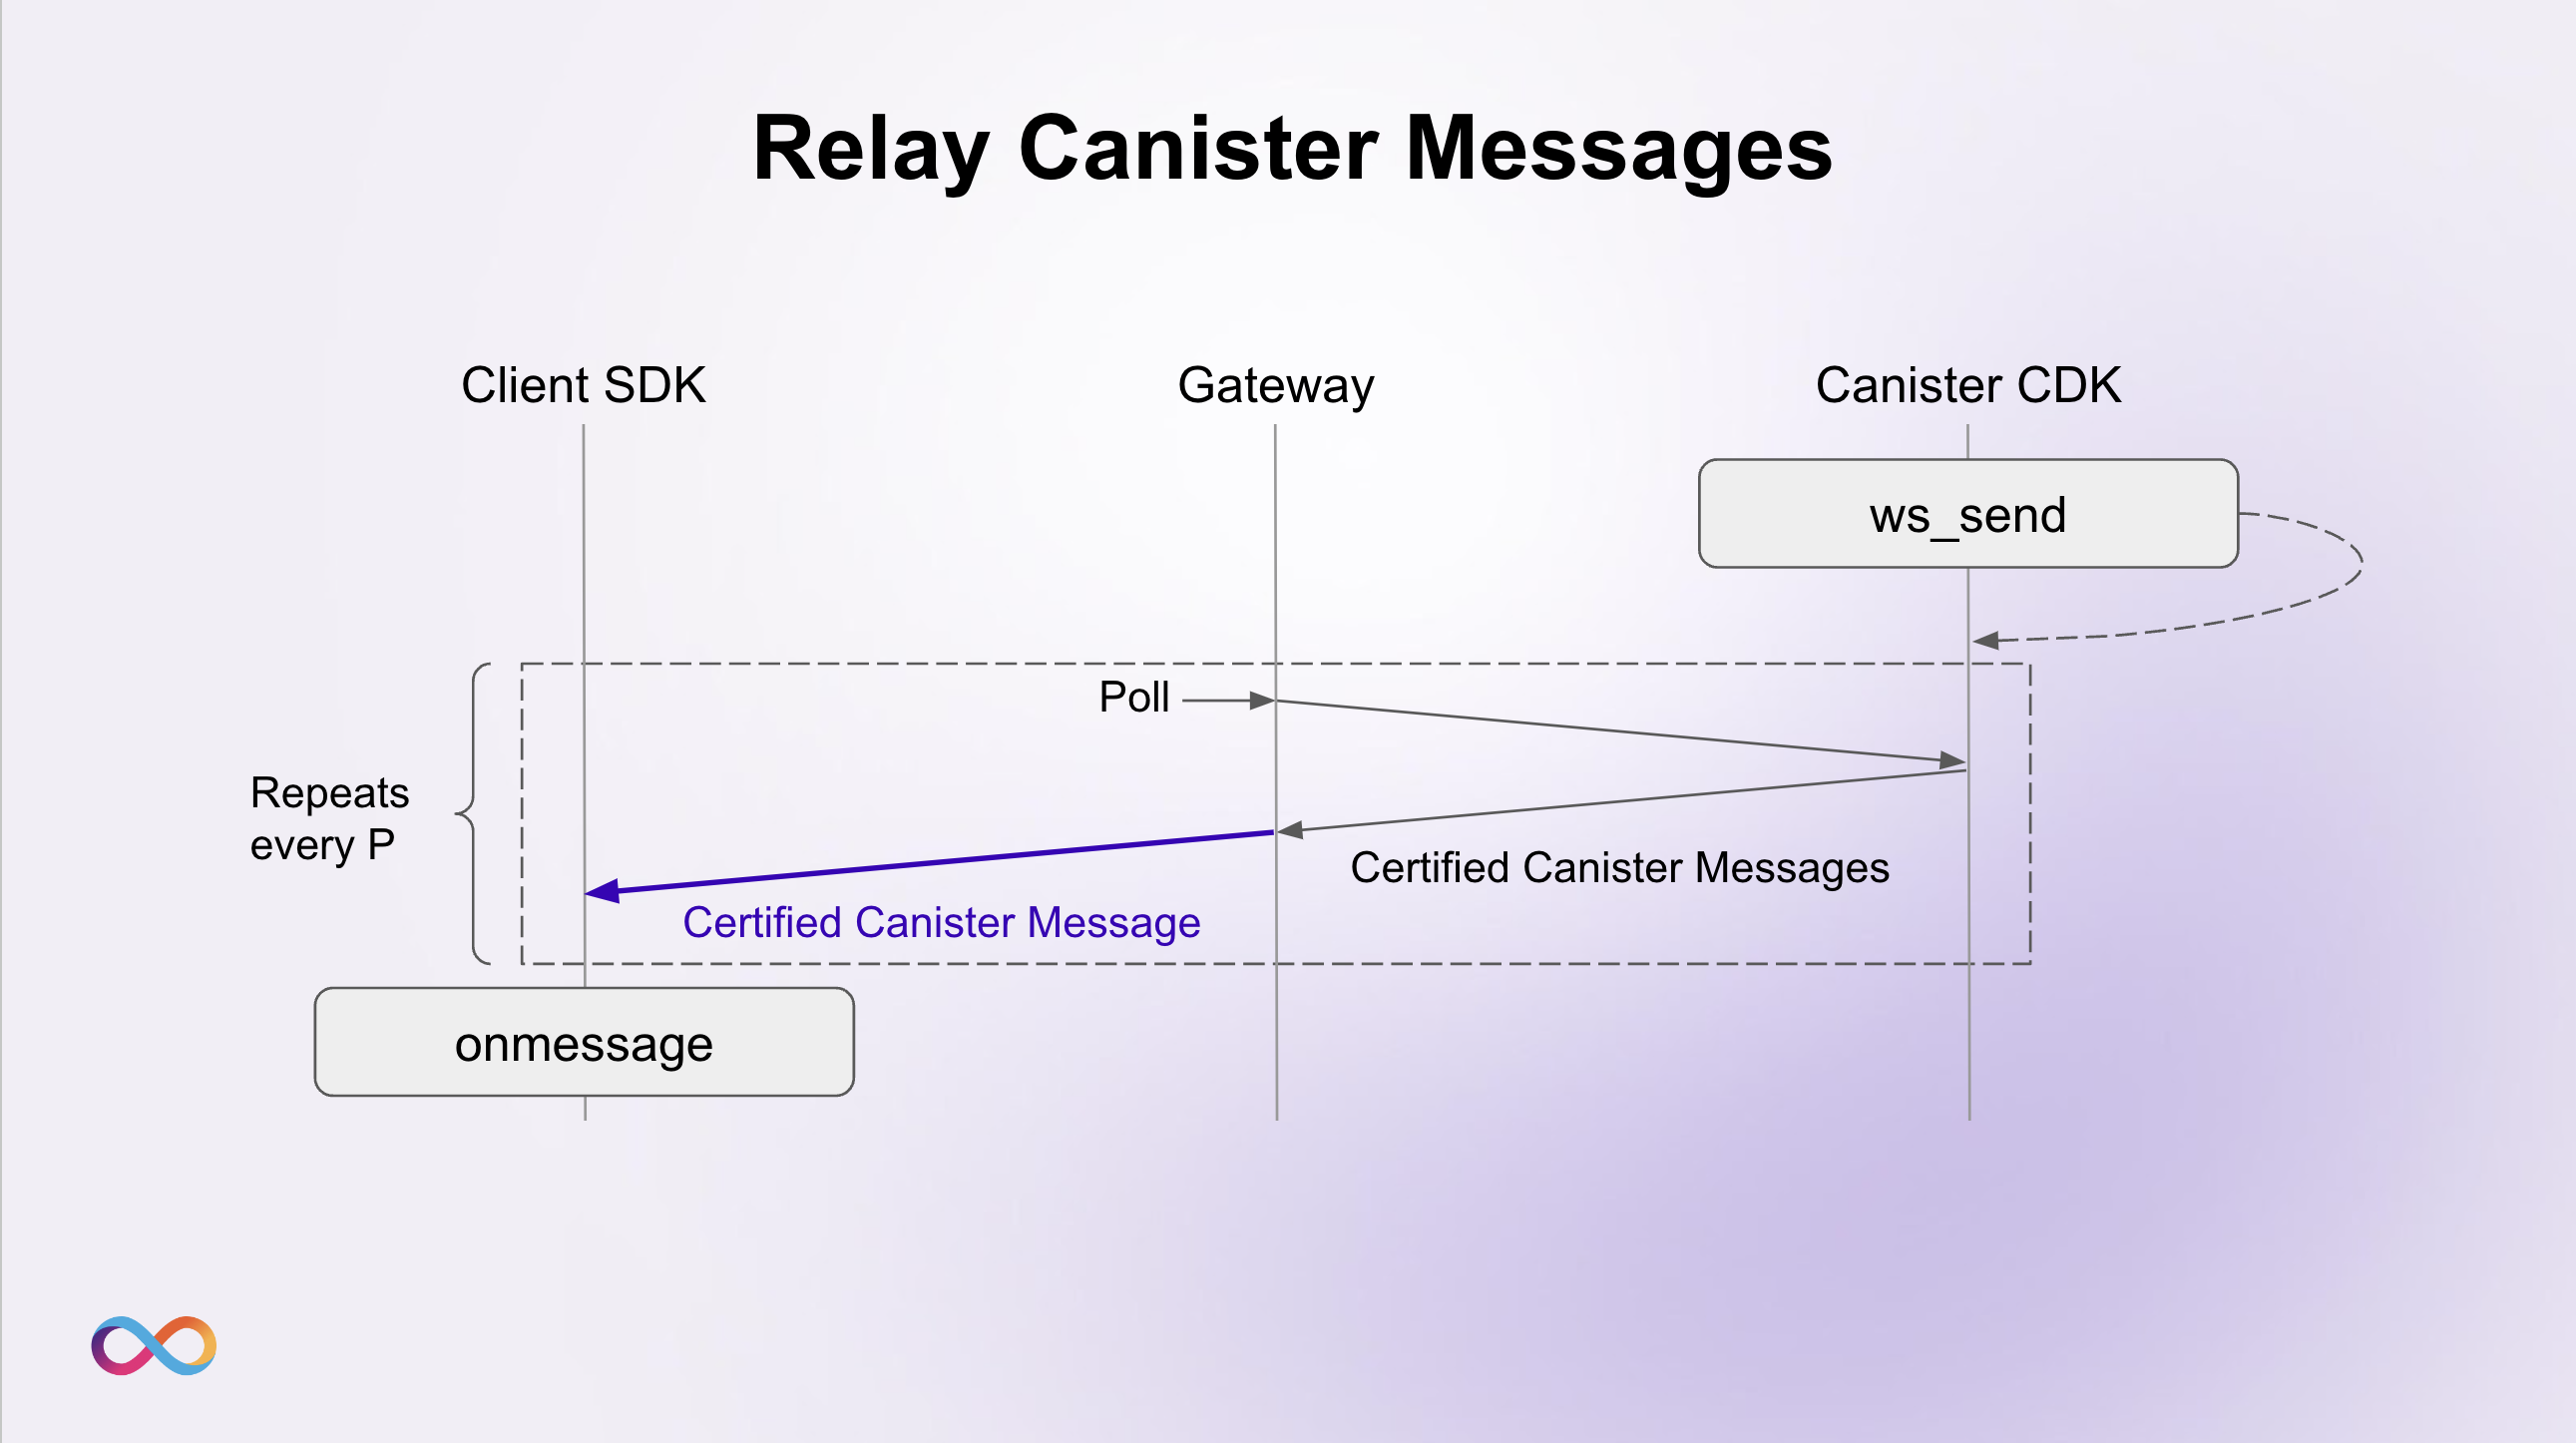 Relay Canister Messages
Client SDK
Gateway
Canister CDK
ws_send
Poll
Repeats
every P
Certified Canister Messages
Certified Canister Message
onmessage